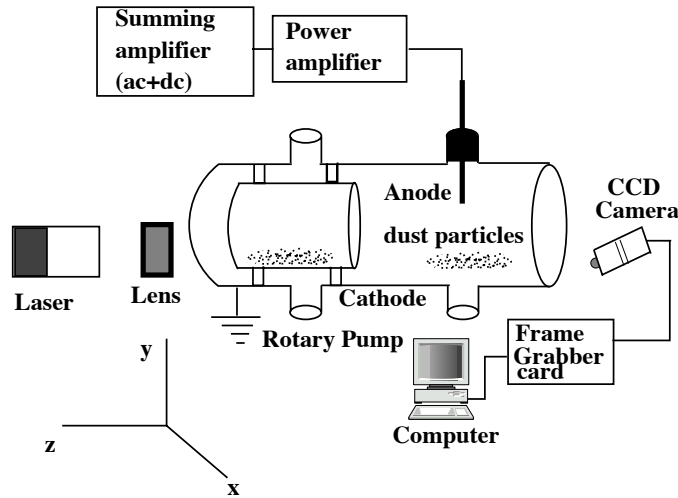 Summing
amplifier
(ac+dc)
Power
amplifier
Anode
dust particles
CCD
Camera
Laser
Lens
Cathode
Rotary Pump
Frame
Grabber
card
Computer
y
z
x